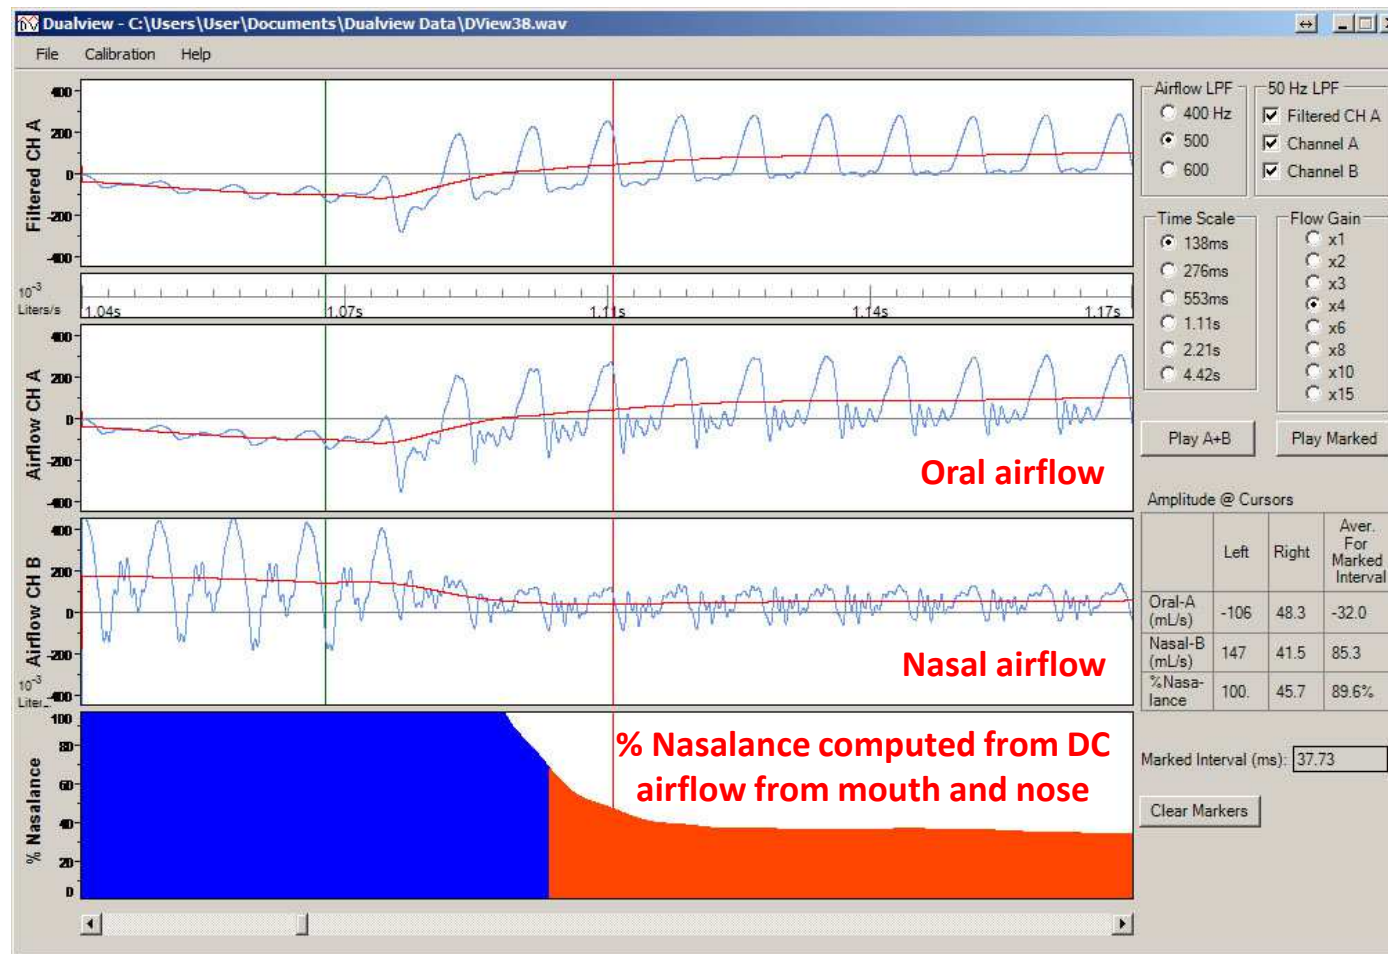 Dualview - C:\Users\User\Documents\Dualview Data\DView38.wav
File Calibration Help
Filtered CH A
400
200
0
-200
-400
10-3
Liters/s
1.04s 1.07s 1.11s 1.14s 1.17s
Airflow CH A
400
200
0
-200
-400
Oral airflow
Airflow CH B
400
200
0
-200
-400
10-3
Nasal airflow
% Nasalance
100
80
60
40
20
0
% Nasalance computed from DC
airflow from mouth and nose
Airflow LPF
400 Hz
500
600
50 Hz LPF
Filtered CH A
Channel A
Channel B
Time Scale
138ms
276ms
553ms
1.11s
2.21s
4.42s
Flow Gain
x1
x2
x3
x4
x6
x8
x10
x15
Play A+B
Play Marked
Amplitude @ Cursors
Left Right Aver. For Marked Interval
Oral-A (mL/s) -106 48.3 -32.0
Nasal-B (mL/s) 147 41.5 85.3
%Nasa-lance 100. 45.7 89.6%
Marked Interval (ms): 37.73
Clear Markers